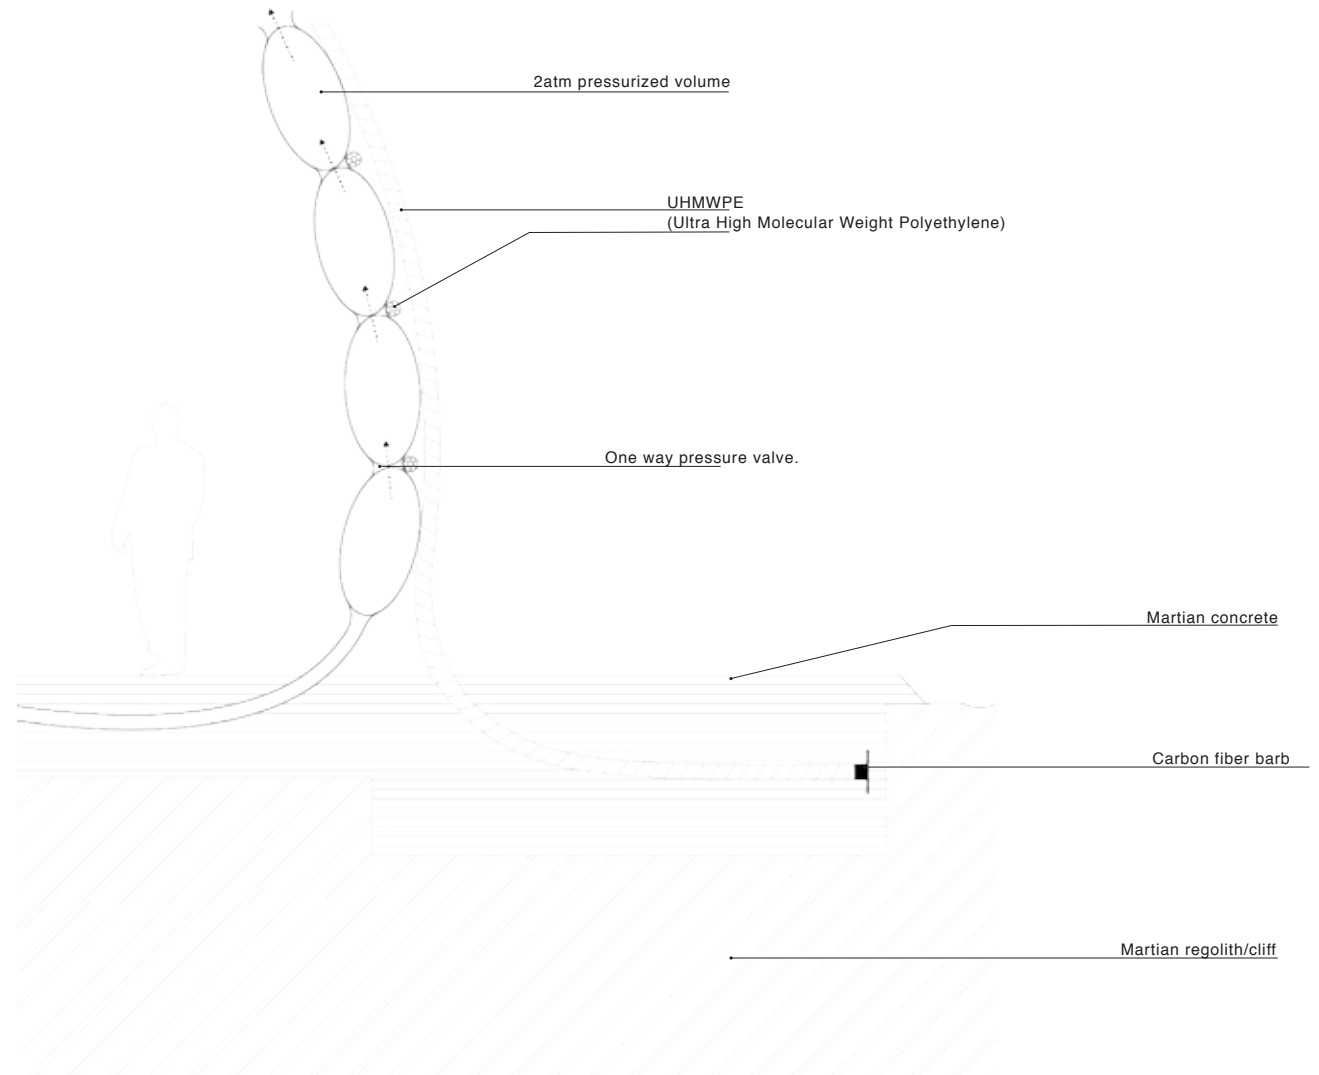 2atm pressurized volume
UHMWPE
(Ultra High Molecular Weight Polyethylene)
One way pressure valve.
Martian concrete
Carbon fiber barb
Martian regolith/cliff